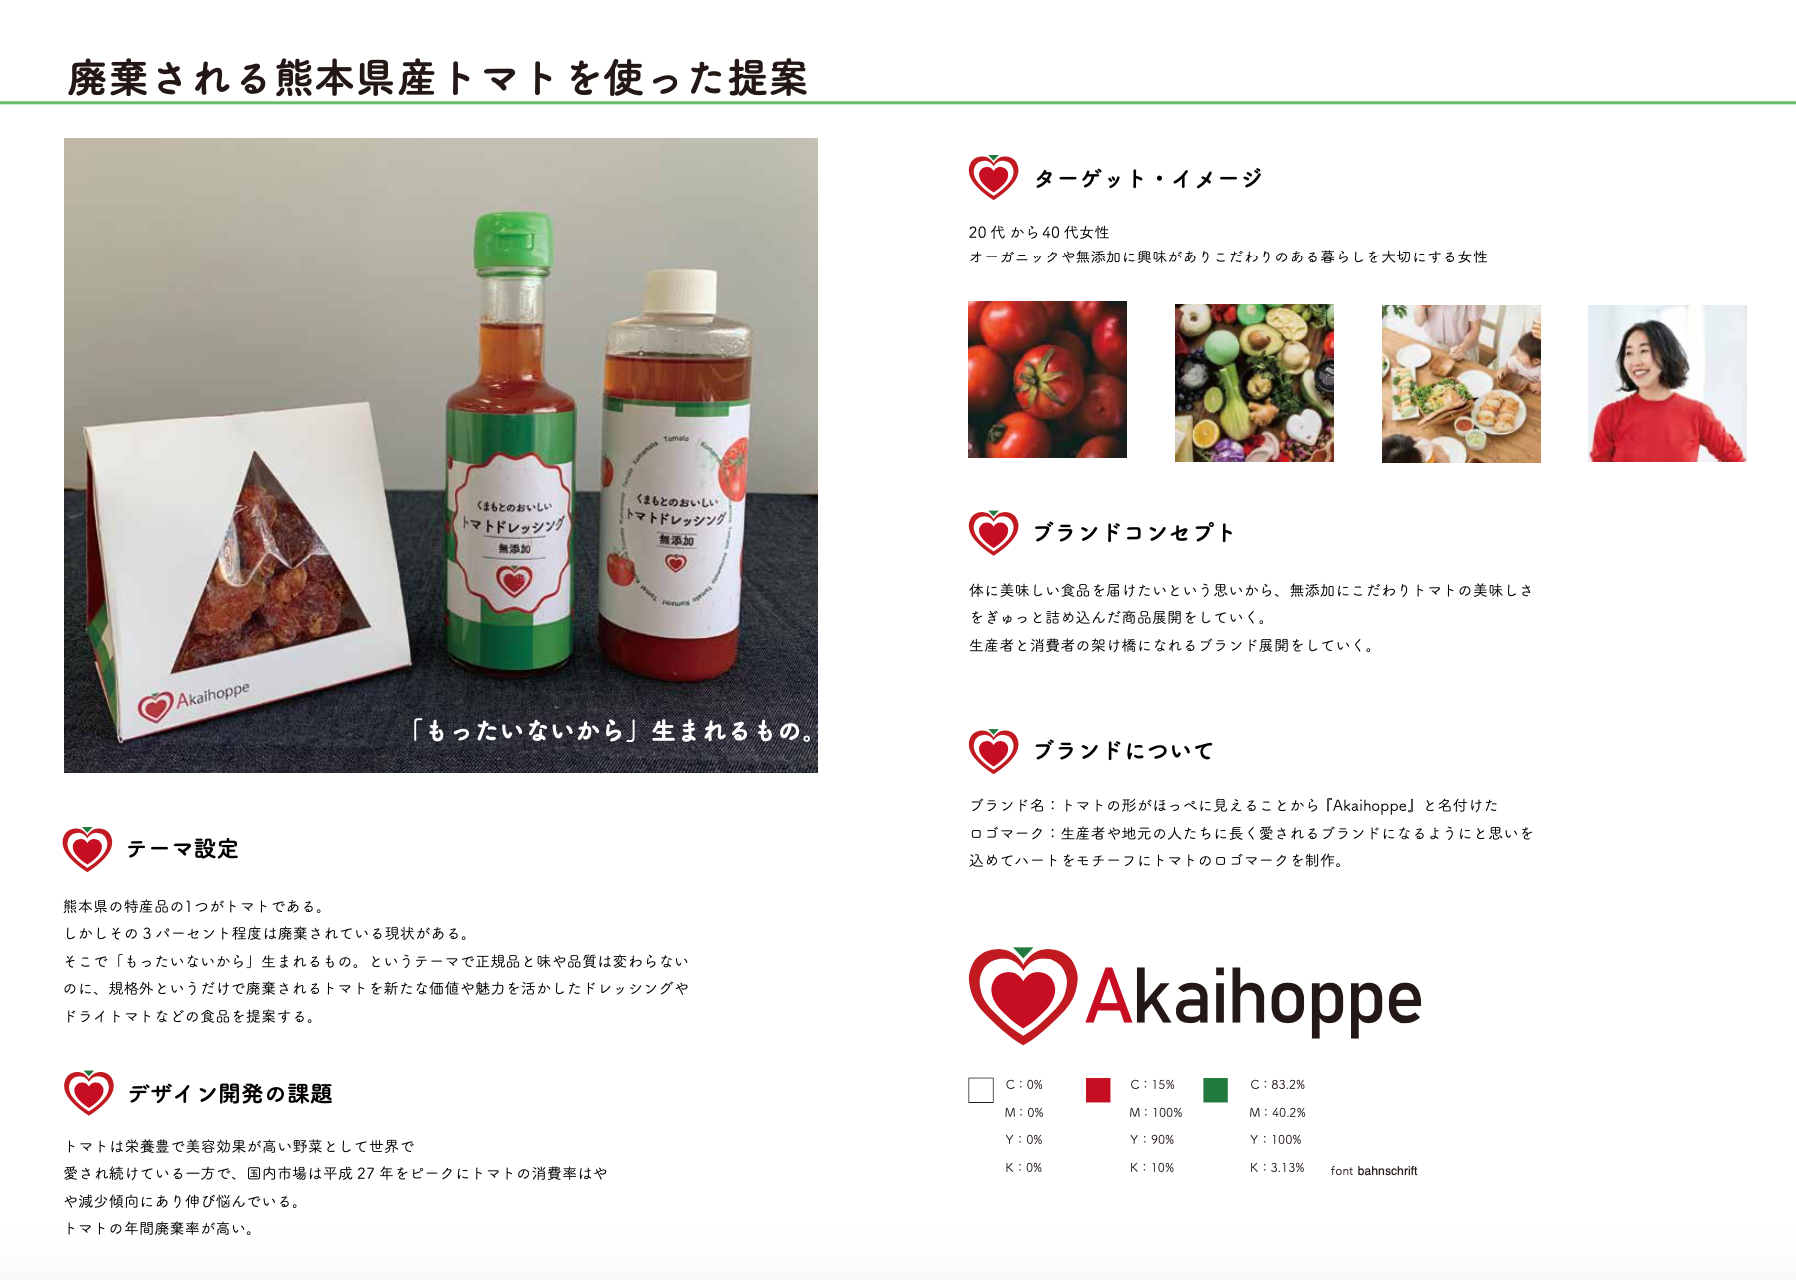 廃棄される熊本県産トマトを使った提案
くまもとのおいしい
トマトドレッシング
無添加
Tomato
Kumamoto
くまもとのおいしい
トマトドレッシング
無添加
Akaihoppe
「もったいないから」生まれるもの。
テーマ設定
熊本県の特産品の1つがトマトである。
しかしその3パーセント程度は廃棄されている現状がある。
そこで「もったいないから」生まれるもの。というテーマで正規品と味や品質は変わらない
のに、規格外というだけで廃棄されるトマトを新たな価値や魅力を活かしたドレッシングや
ドライトマトなどの食品を提案する。
デザイン開発の課題
トマトは栄養豊で美容効果が高い野菜として世界で
愛され続けている一方で、国内市場は平成27年をピークにトマトの消費率はや
や減少傾向にあり伸び悩んでいる。
トマトの年間廃棄率が高い。
ターゲット・イメージ
20代から40代女性
オーガニックや無添加に興味がありこだわりのある暮らしを大切にする女性
ブランドコンセプト
体に美味しい食品を届けたいという思いから、無添加にこだわりトマトの美味しさ
をぎゅっと詰め込んだ商品展開をしていく。
生産者と消費者の架け橋になれるブランド展開をしていく。
ブランドについて
ブランド名：トマトの形がほっぺに見えることから『Akaihoppe』と名付けた
ロゴマーク：生産者や地元の人たちに長く愛されるブランドになるようにと思いを
込めてハートをモチーフにトマトのロゴマークを制作。
Akaihoppe
C：0%
M：0%
Y：0%
K：0%
C：15%
M：100%
Y：90%
K：10%
C：83.2%
M：40.2%
Y：100%
K：3.13%
font bahnschrift